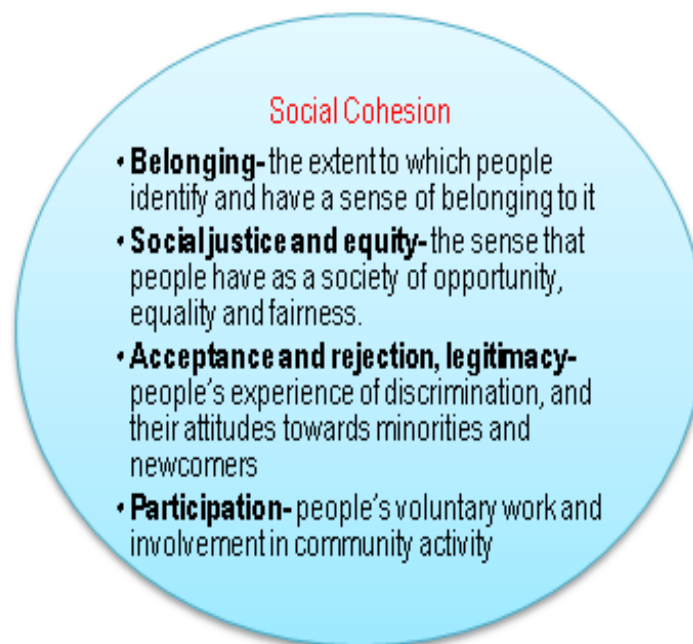 Social Cohesion
• Belonging- the extent to which people
identify and have a sense of belonging to it
• Social justice and equity- the sense that
people have as a society of opportunity,
equality and fairness.
• Acceptance and rejection, legitimacy-
people's experience of discrimination, and
their attitudes towards minorities and
newcomers
• Participation- people's voluntary work and
involvement in community activity